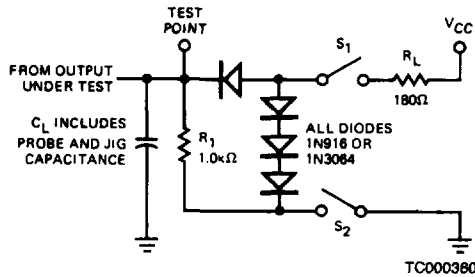 TEST
POINT
S1
RL
VCC
FROM OUTPUT
UNDER TEST
180Ω
CL INCLUDES
PROBE AND JIG
CAPACITANCE
R1
1.0kΩ
ALL DIODES
1N916 OR
1N3064
S2
TC000360